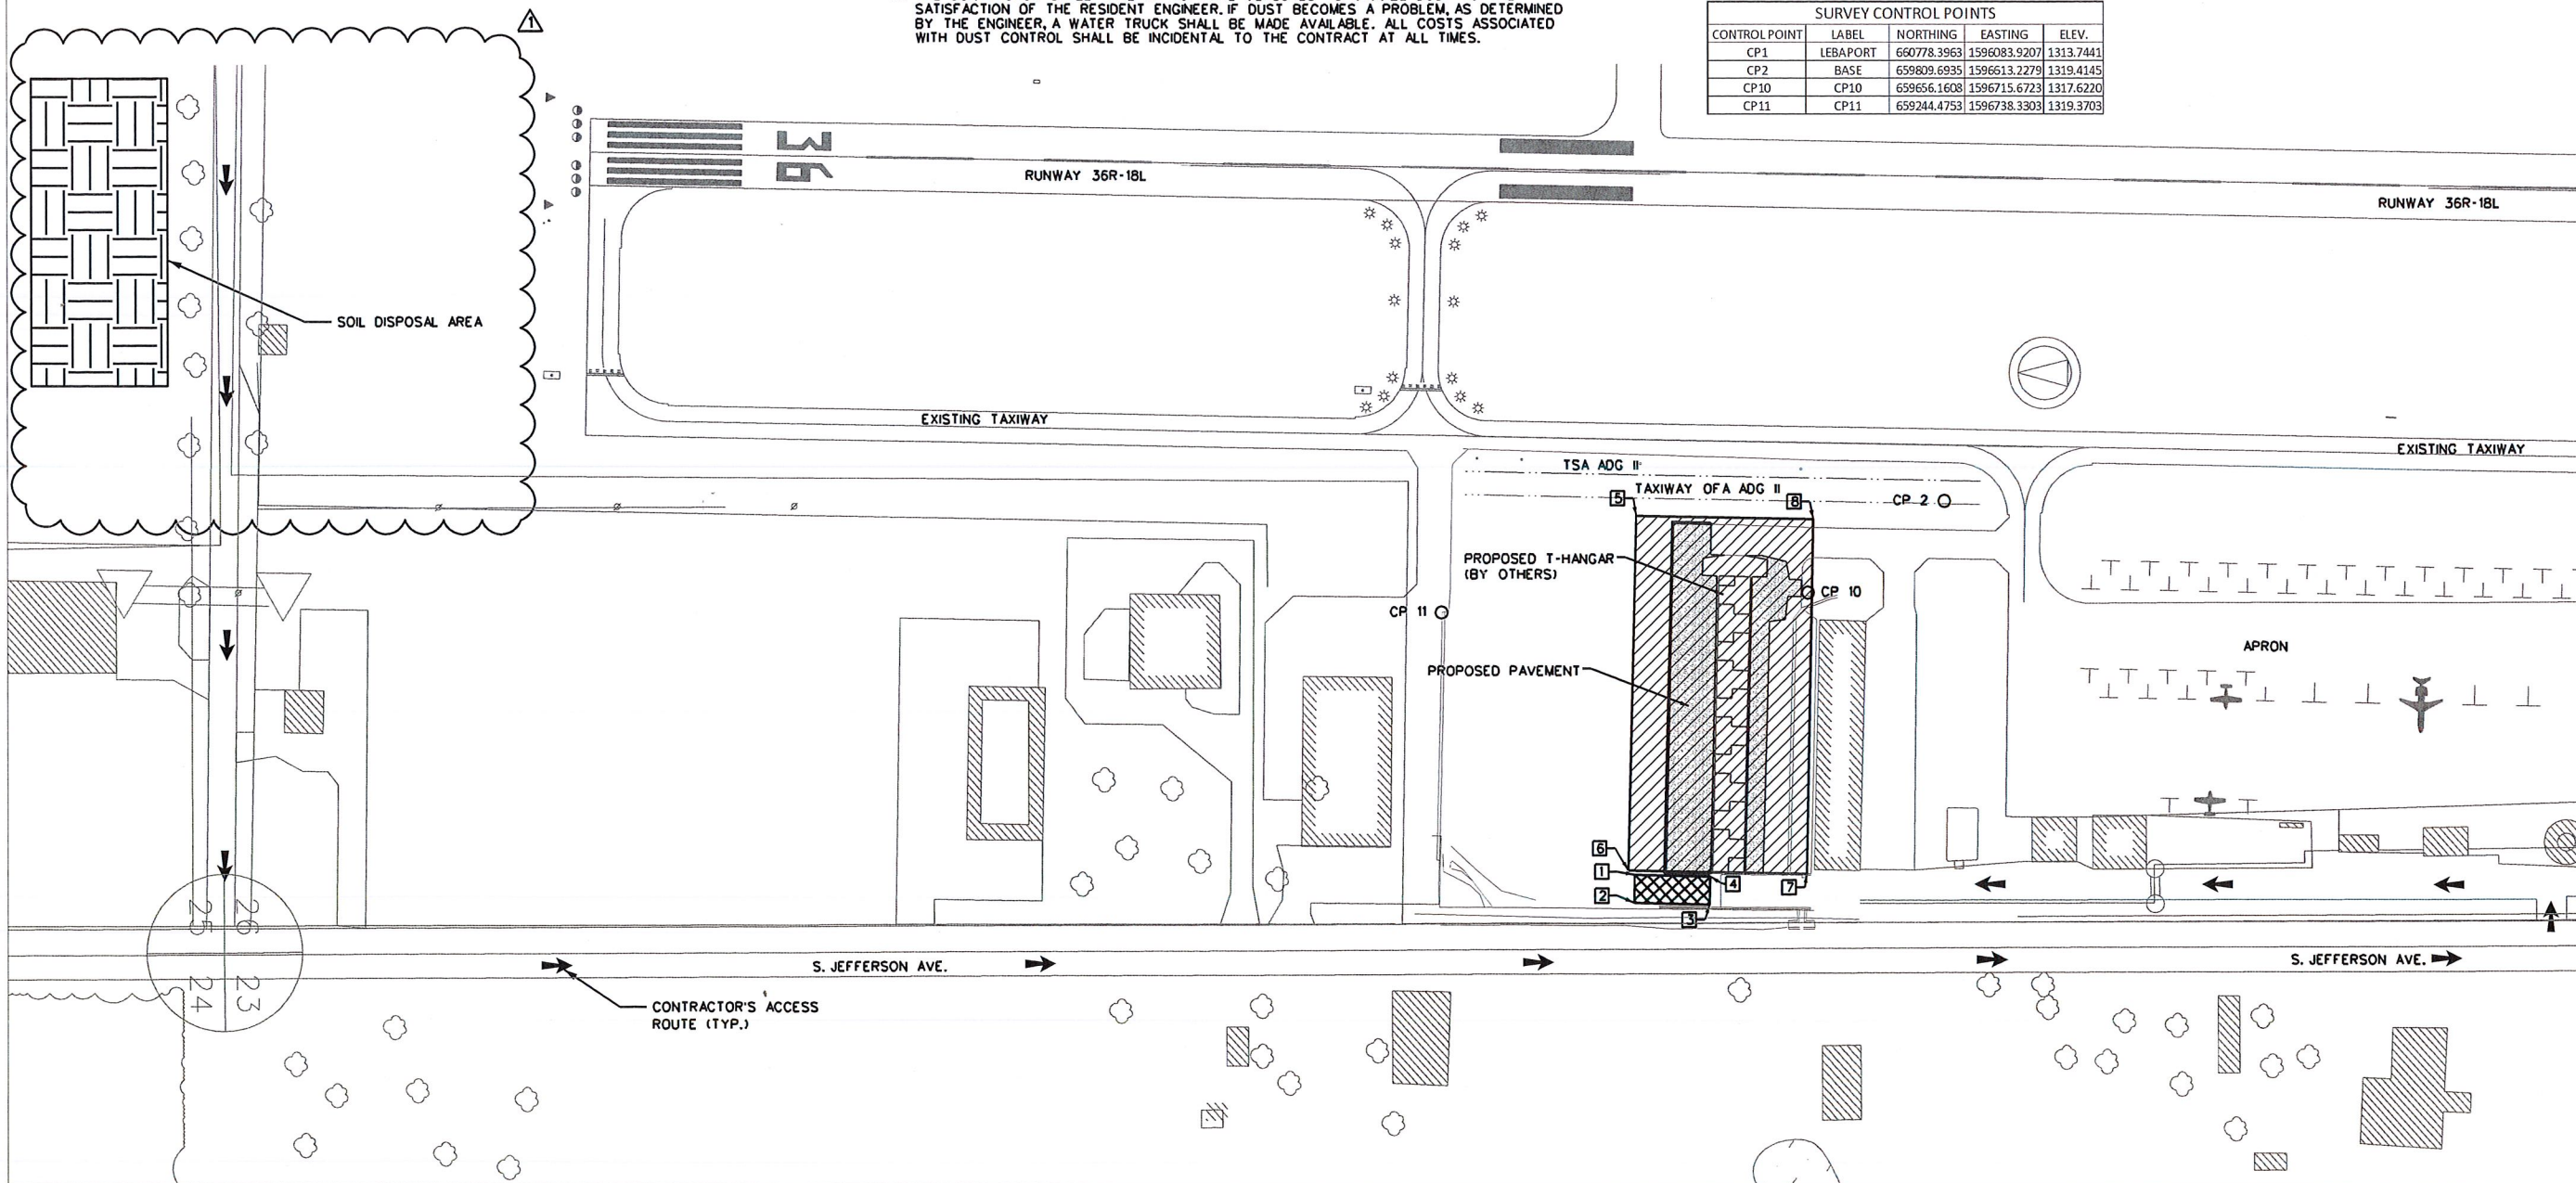 SATISFACTION OF THE RESIDENT ENGINEER. IF DUST BECOMES A PROBLEM, AS DETERMINED
BY THE ENGINEER, A WATER TRUCK SHALL BE MADE AVAILABLE. ALL COSTS ASSOCIATED
WITH DUST CONTROL SHALL BE INCIDENTAL TO THE CONTRACT AT ALL TIMES.
SURVEY CONTROL POINTS
CONTROL POINT LABEL NORTHING EASTING ELEV.
CP1 LEBAPORT 660778.3963 1596083.9207 1313.7441
CP2 BASE 659809.6935 1596613.2279 1319.4145
CP10 CP10 659656.1608 1596715.6723 1317.6220
CP11 CP11 659244.4753 1596738.3303 1319.3703
1
36
RUNWAY 36R-18L
RUNWAY 36R-18L
SOIL DISPOSAL AREA
EXISTING TAXIWAY
EXISTING TAXIWAY
TSA ADG II
TAXIWAY OFA ADG II
5
8
CP 2
PROPOSED T-HANGAR
(BY OTHERS)
CP 10
CP 11
APRON
PROPOSED PAVEMENT
6
1
2
4
7
3
25
26
24
23
S. JEFFERSON AVE.
S. JEFFERSON AVE.
CONTRACTOR'S ACCESS
ROUTE (TYP.)